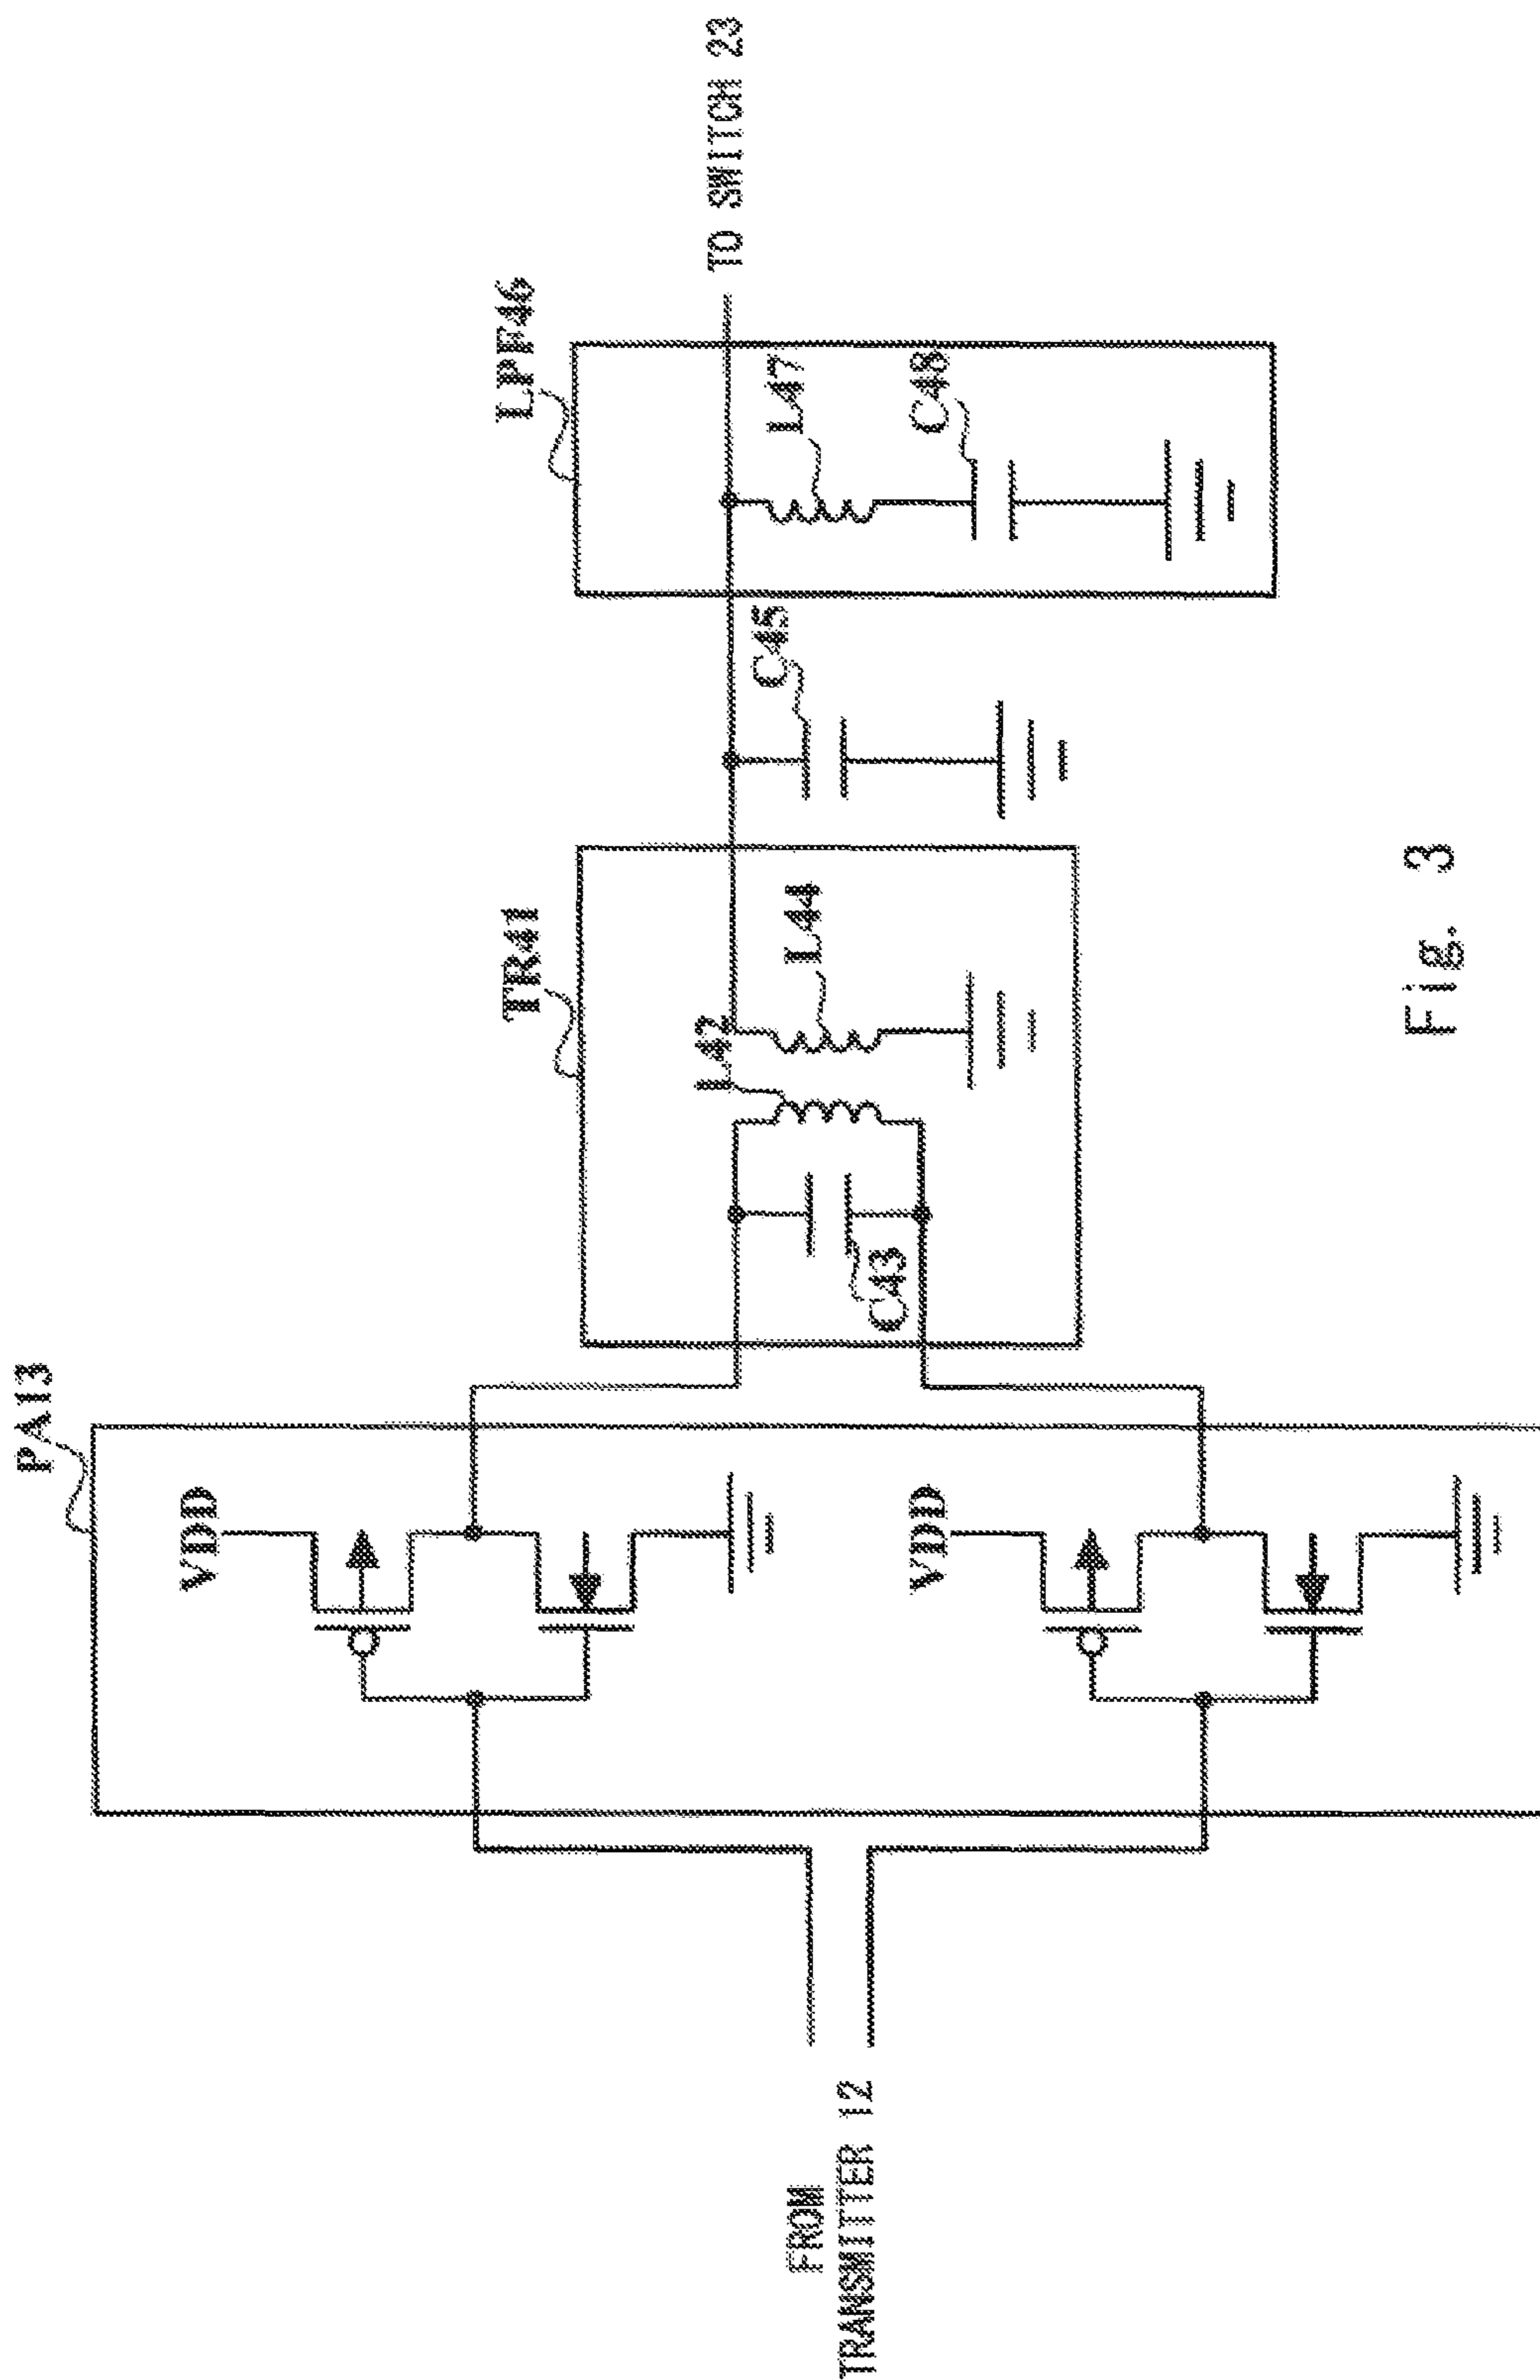 PA13
VDD
VDD
FROM
TRANSMITTER 12
TR41
L42
C43
L44
C45
LPF46
L47
C48
TO SWITCH 23
Fig. 3